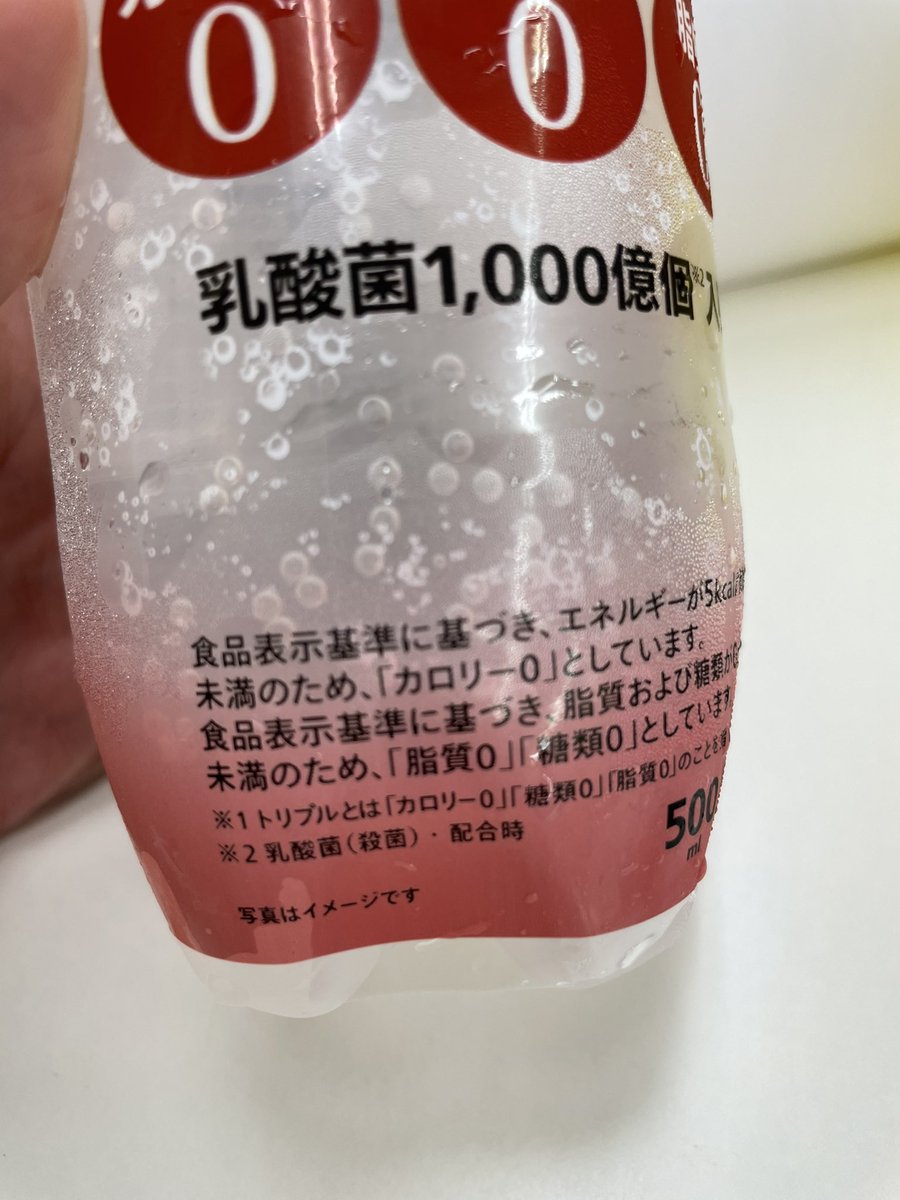 0
0
脂
乳酸菌1,000億個※2入
食品表示基準に基づき、エネルギーが5kcal
未満のため、「カロリー0」としています。
食品表示基準に基づき、脂質および糖類が
未満のため、「脂質0」「糖類0」としています
※1 トリブルとは「カロリー0」「糖類0」「脂質0」のことを
※2 乳酸菌(殺菌)・配合時
500
ml
写真はイメージです